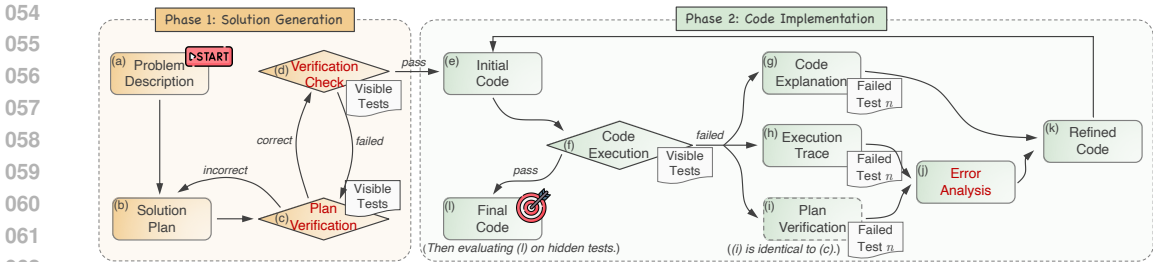 054
055
056
057
058
059
060
061
Phase 1: Solution Generation
(a) Problem
Description
START
(d) Verification
Check
Visible
Tests
correct
failed
incorrect
Visible
Tests
(b) Solution
Plan
(c) Plan
Verification
pass
Phase 2: Code Implementation
(e) Initial
Code
(f) Code
Execution
Visible
Tests
failed
pass
(l) Final
Code
(Then evaluating (l) on hidden tests.)
(g) Code
Explanation
Failed
Test n
(h) Execution
Trace
Failed
Test n
(i) Plan
Verification
Failed
Test n
((i) is identical to (c).)
(j) Error
Analysis
(k) Refined
Code